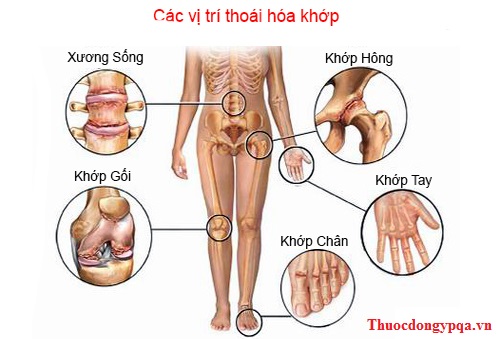 Các vị trí thoái hóa khớp
Xương Sống
Khớp Hông
Khớp Gối
Khớp Tay
Khớp Chân
Thuocdongypqa.vn